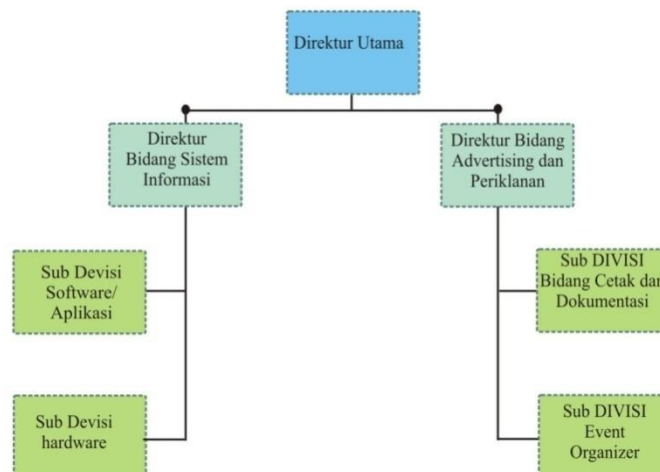 Direktur Utama
Direktur
Bidang Sistem
Informasi
Direktur Bidang
Advertising dan
Periklanan
Sub Devisi
Software/
Aplikasi
Sub DIVISI
Bidang Cetak dan
Dokumentasi
Sub Devisi
hardware
Sub DIVISI
Event
Organizer